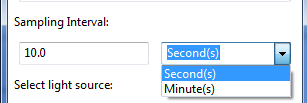 Sampling Interval:
10.0 Second(s)
Second(s)
Minute(s)
Select light source: